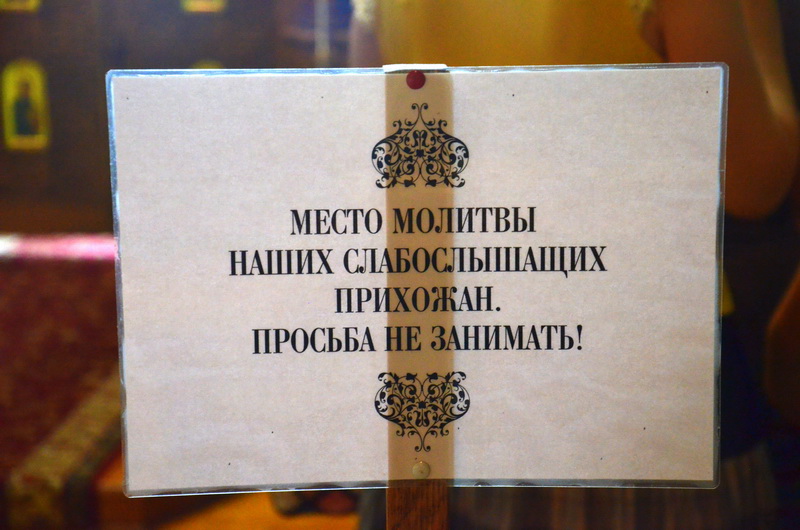 МЕСТО МОЛИТВЫ
НАШИХ СЛАБОСЛЫШАЩИХ
ПРИХОЖАН.
ПРОСЬБА НЕ ЗАНИМАТЬ!